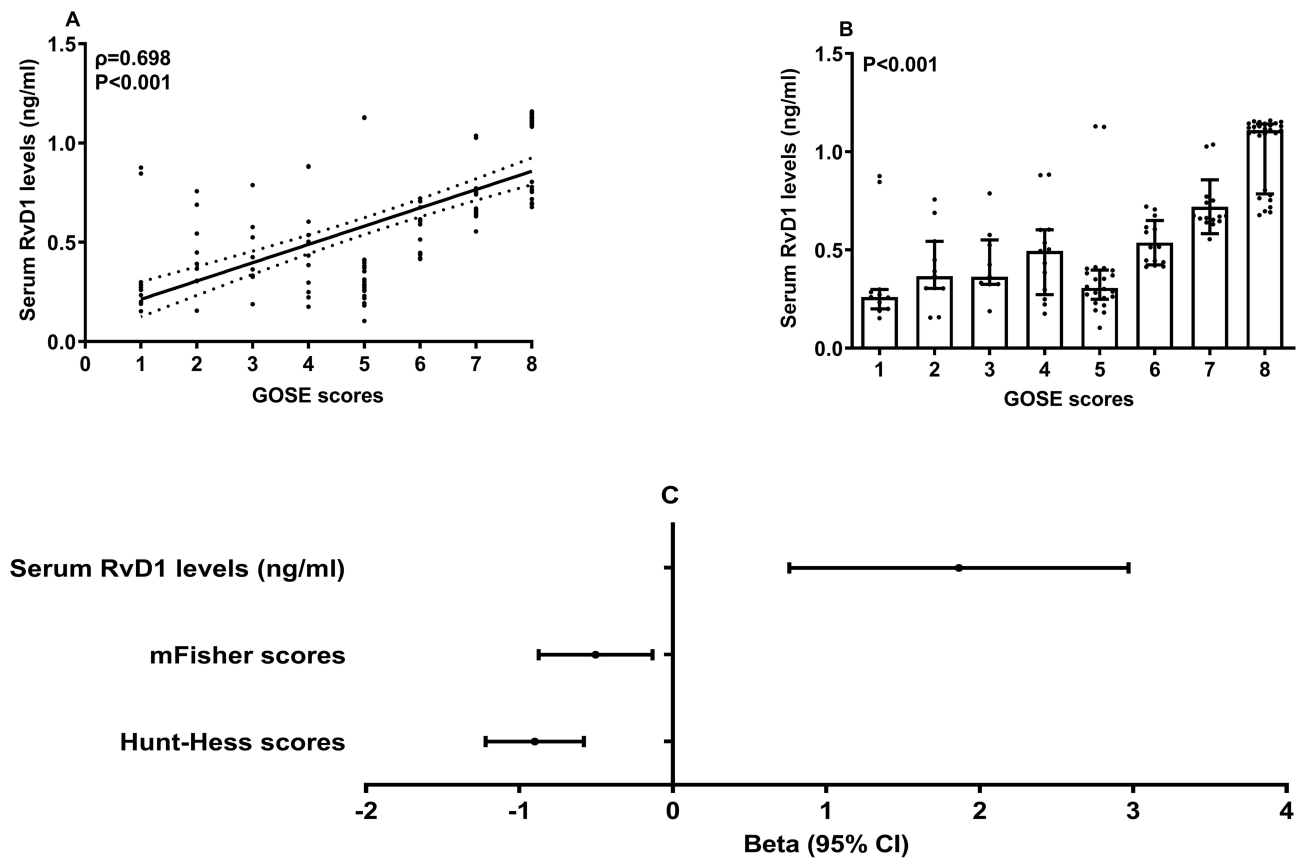 A
ρ=0.698
P<0.001
Serum RvD1 levels (ng/ml)
1.5
1.0
0.5
0.0
0 1 2 3 4 5 6 7 8
GOSE scores
B
P<0.001
Serum RvD1 levels (ng/ml)
1.5
1.0
0.5
0.0
1 2 3 4 5 6 7 8
GOSE scores
C
Serum RvD1 levels (ng/ml)
mFisher scores
Hunt-Hess scores
-2 -1 0 1 2 3 4
Beta (95% CI)